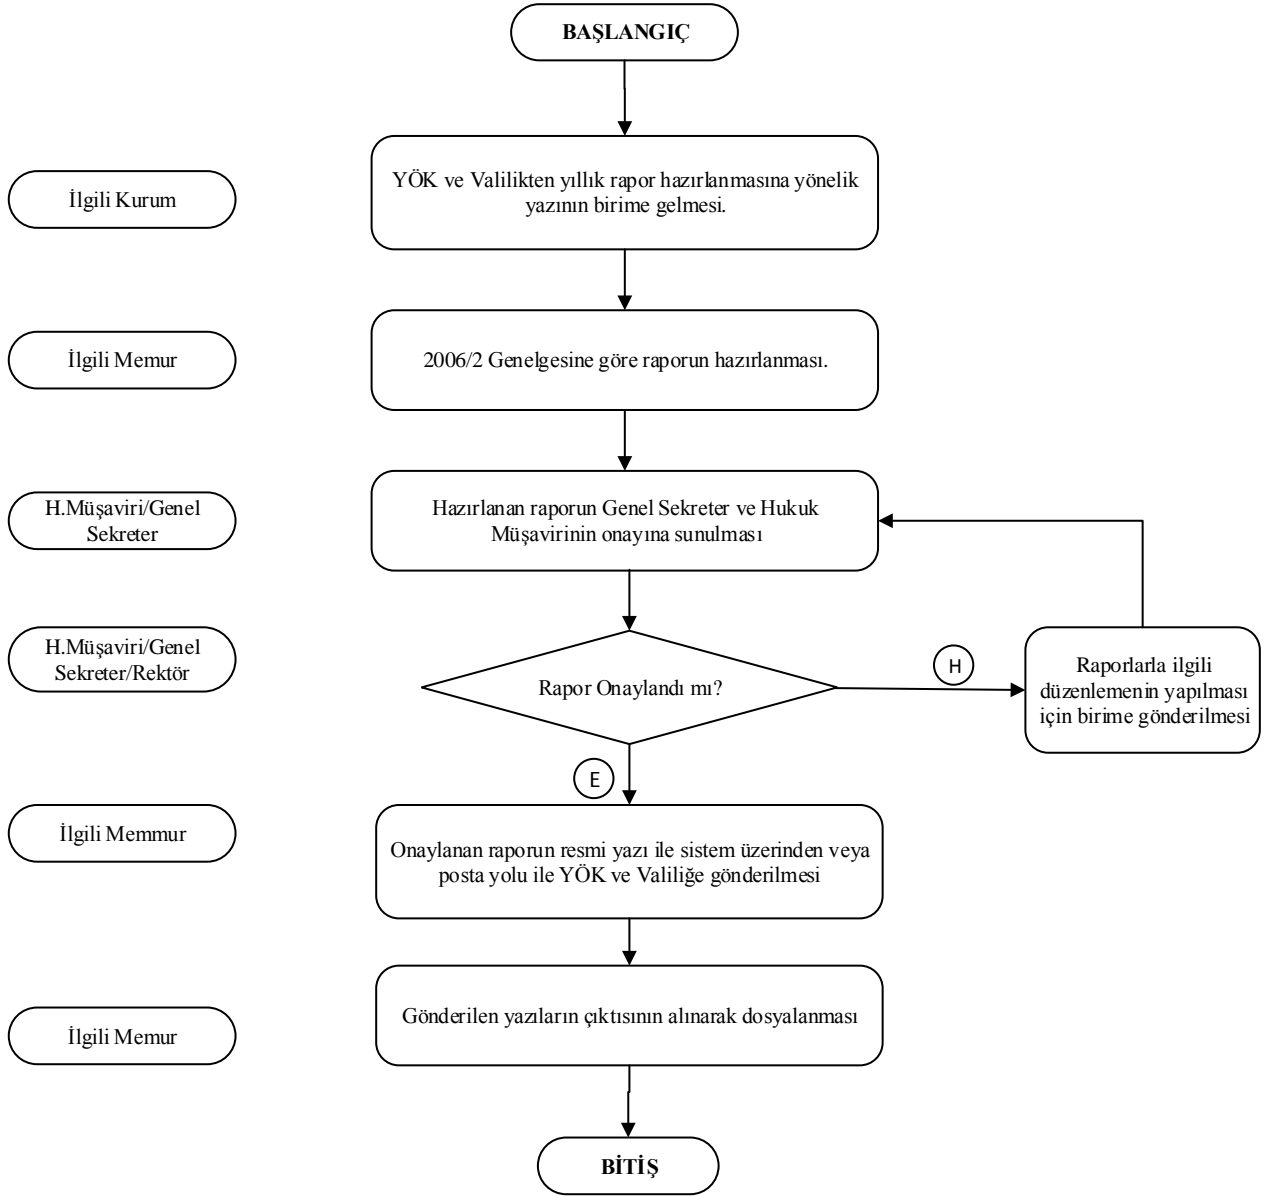 BAŞLANGIÇ
İlgili Kurum
YÖK ve Valilikten yıllık rapor hazırlanmasına yönelik
yazının birime gelmesi.
İlgili Memur
2006/2 Genelgesine göre raporun hazırlanması.
H.Müşaviri/Genel
Sekreter
Hazırlanan raporun Genel Sekreter ve Hukuk
Müşavirinin onayına sunulması
H.Müşaviri/Genel
Sekreter/Rektör
Rapor Onaylandı mı?
H
Raporlarla ilgili
düzenlemenin yapılması
için birime gönderilmesi
E
İlgili Memmur
Onaylanan raporun resmi yazı ile sistem üzerinden veya
posta yolu ile YÖK ve Valiliğe gönderilmesi
İlgili Memur
Gönderilen yazıların çıktısının alınarak dosyalanması
BİTİŞ